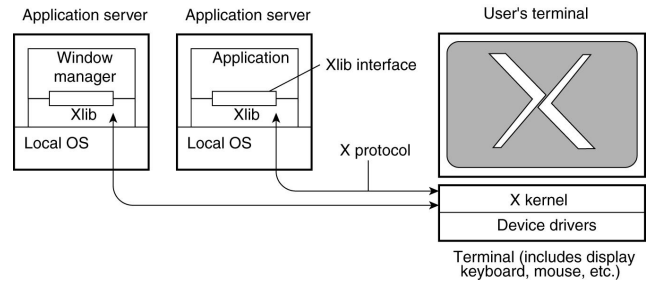 Application server
Application server
User's terminal
Window
manager
Xlib
Local OS
Application
Xlib
Local OS
Xlib interface
X protocol
X kernel
Device drivers
Terminal (includes display
keyboard, mouse, etc.)